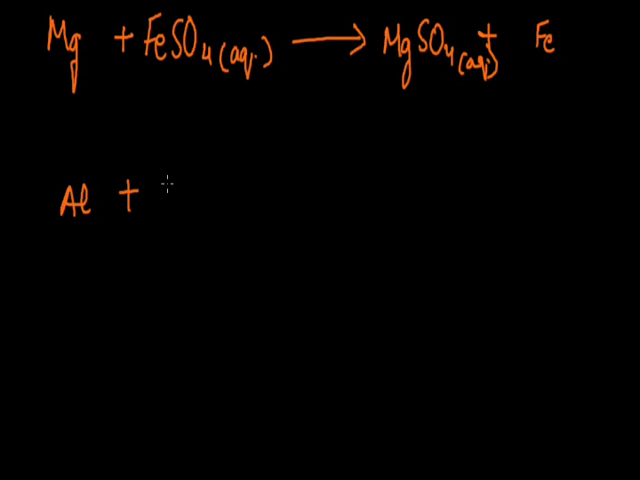 Mg + FeSO4(aq.) ⟶ MgSO4(aq) + Fe
Al +